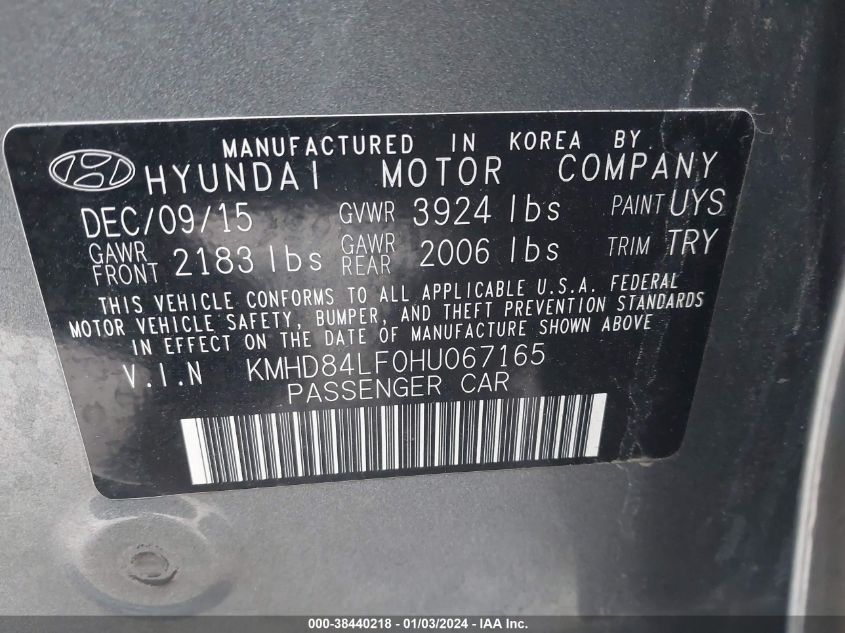 MANUFACTURED IN KOREA BY
HYUNDAI MOTOR COMPANY
DEC/09/15 GVWR 3924 lbs PAINT UYS
GAWR FRONT 2183 lbs GAWR REAR 2006 lbs TRIM TRY
THIS VEHICLE CONFORMS TO ALL APPLICABLE U.S.A. FEDERAL
MOTOR VEHICLE SAFETY, BUMPER, AND THEFT PREVENTION STANDARDS
IN EFFECT ON THE DATE OF MANUFACTURE SHOWN ABOVE
V.I.N KMHD84LF0HU067165
PASSENGER CAR
000-38440218 - 01/03/2024 - IAA, Inc.